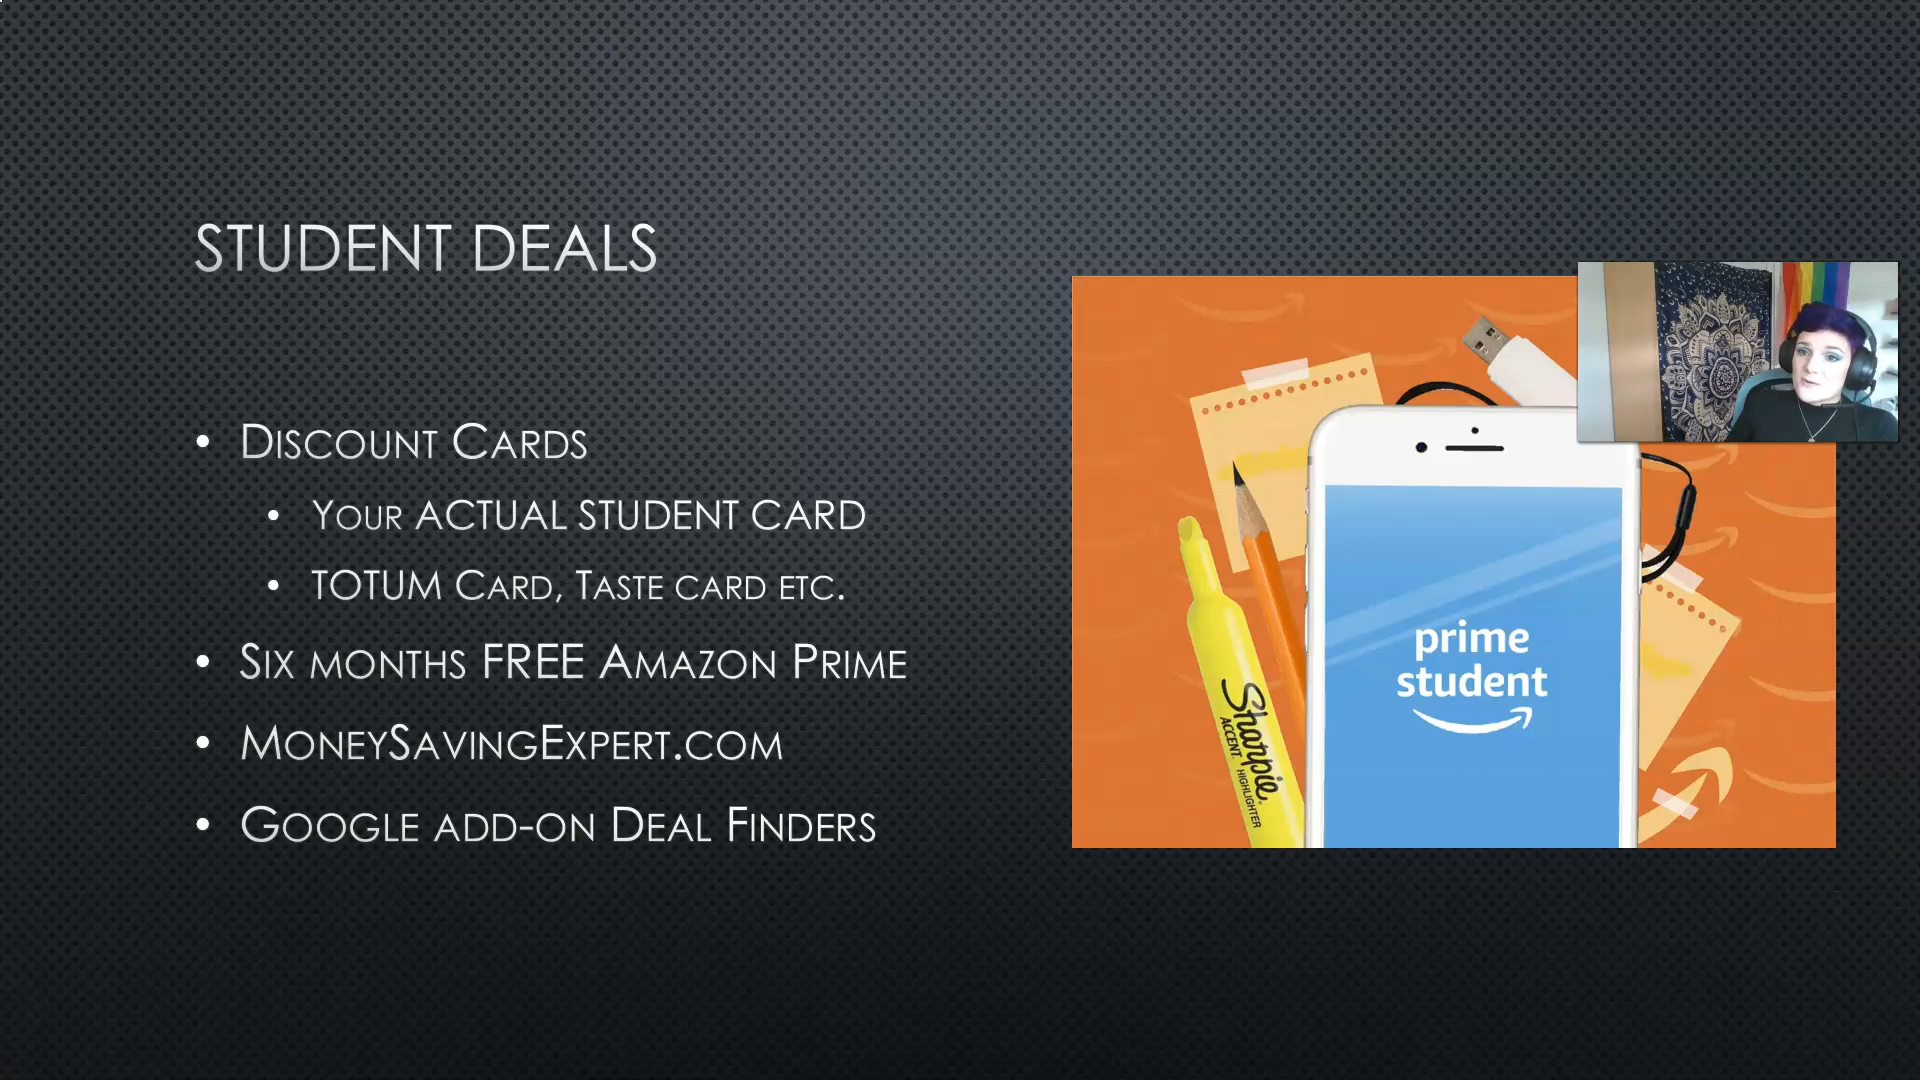 STUDENT DEALS
Discount Cards
Your ACTUAL STUDENT CARD
TOTUM Card, Taste card etc.
Six months FREE Amazon Prime
MoneySavingExpert.com
Google add-on Deal Finders
prime
student
Sharpie
ACCENT HIGHLIGHTER